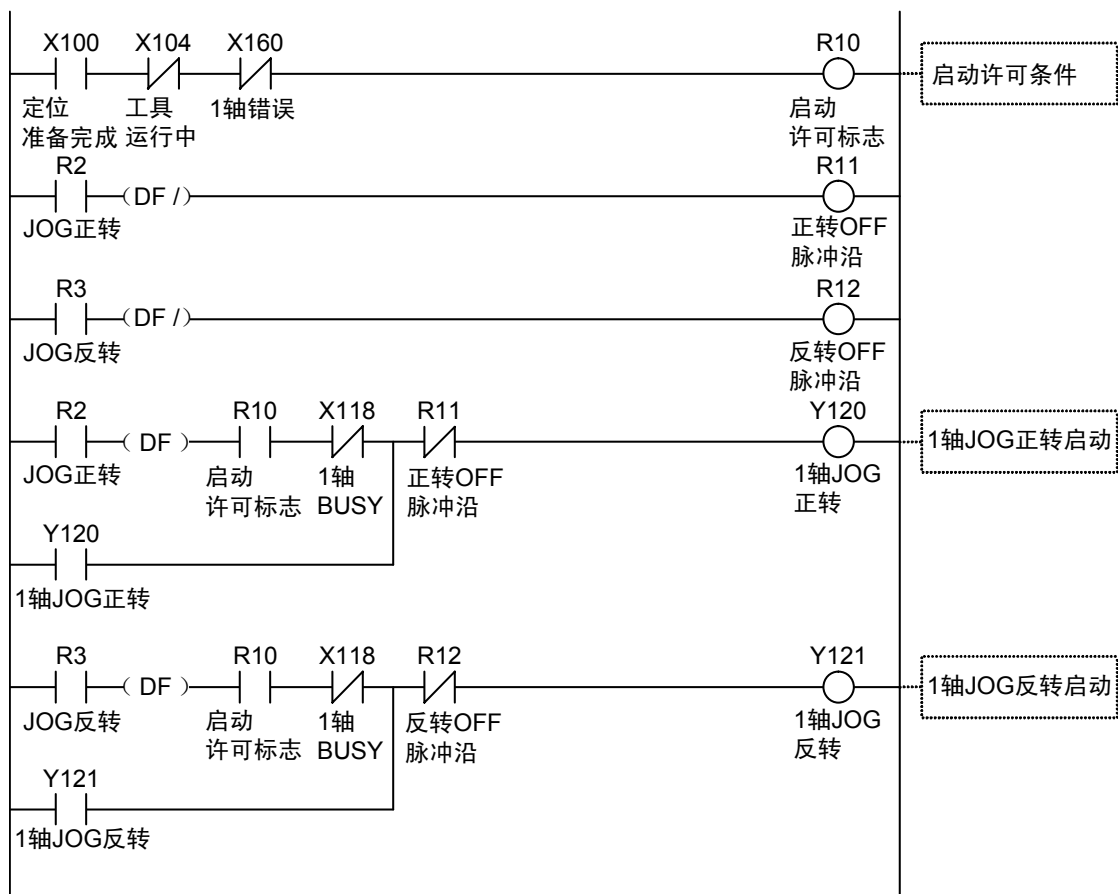 X100 X104 X160 R10
定位 工具 1轴错误 启动 启动许可条件
准备完成 运行中 许可标志
R2 R11
（DF /）
JOG正转 正转OFF
脉冲沿
R3 R12
（DF /）
JOG反转 反转OFF
脉冲沿
R2 R10 X118 R11 Y120
（ DF ） 1轴JOG正转启动
JOG正转 启动 1轴 正转OFF 1轴JOG
许可标志 BUSY 脉冲沿 正转
Y120
1轴JOG正转
R3 R10 X118 R12 Y121
（ DF ） 1轴JOG反转启动
JOG反转 启动 1轴 反转OFF 1轴JOG
许可标志 BUSY 脉冲沿 反转
Y121
1轴JOG反转